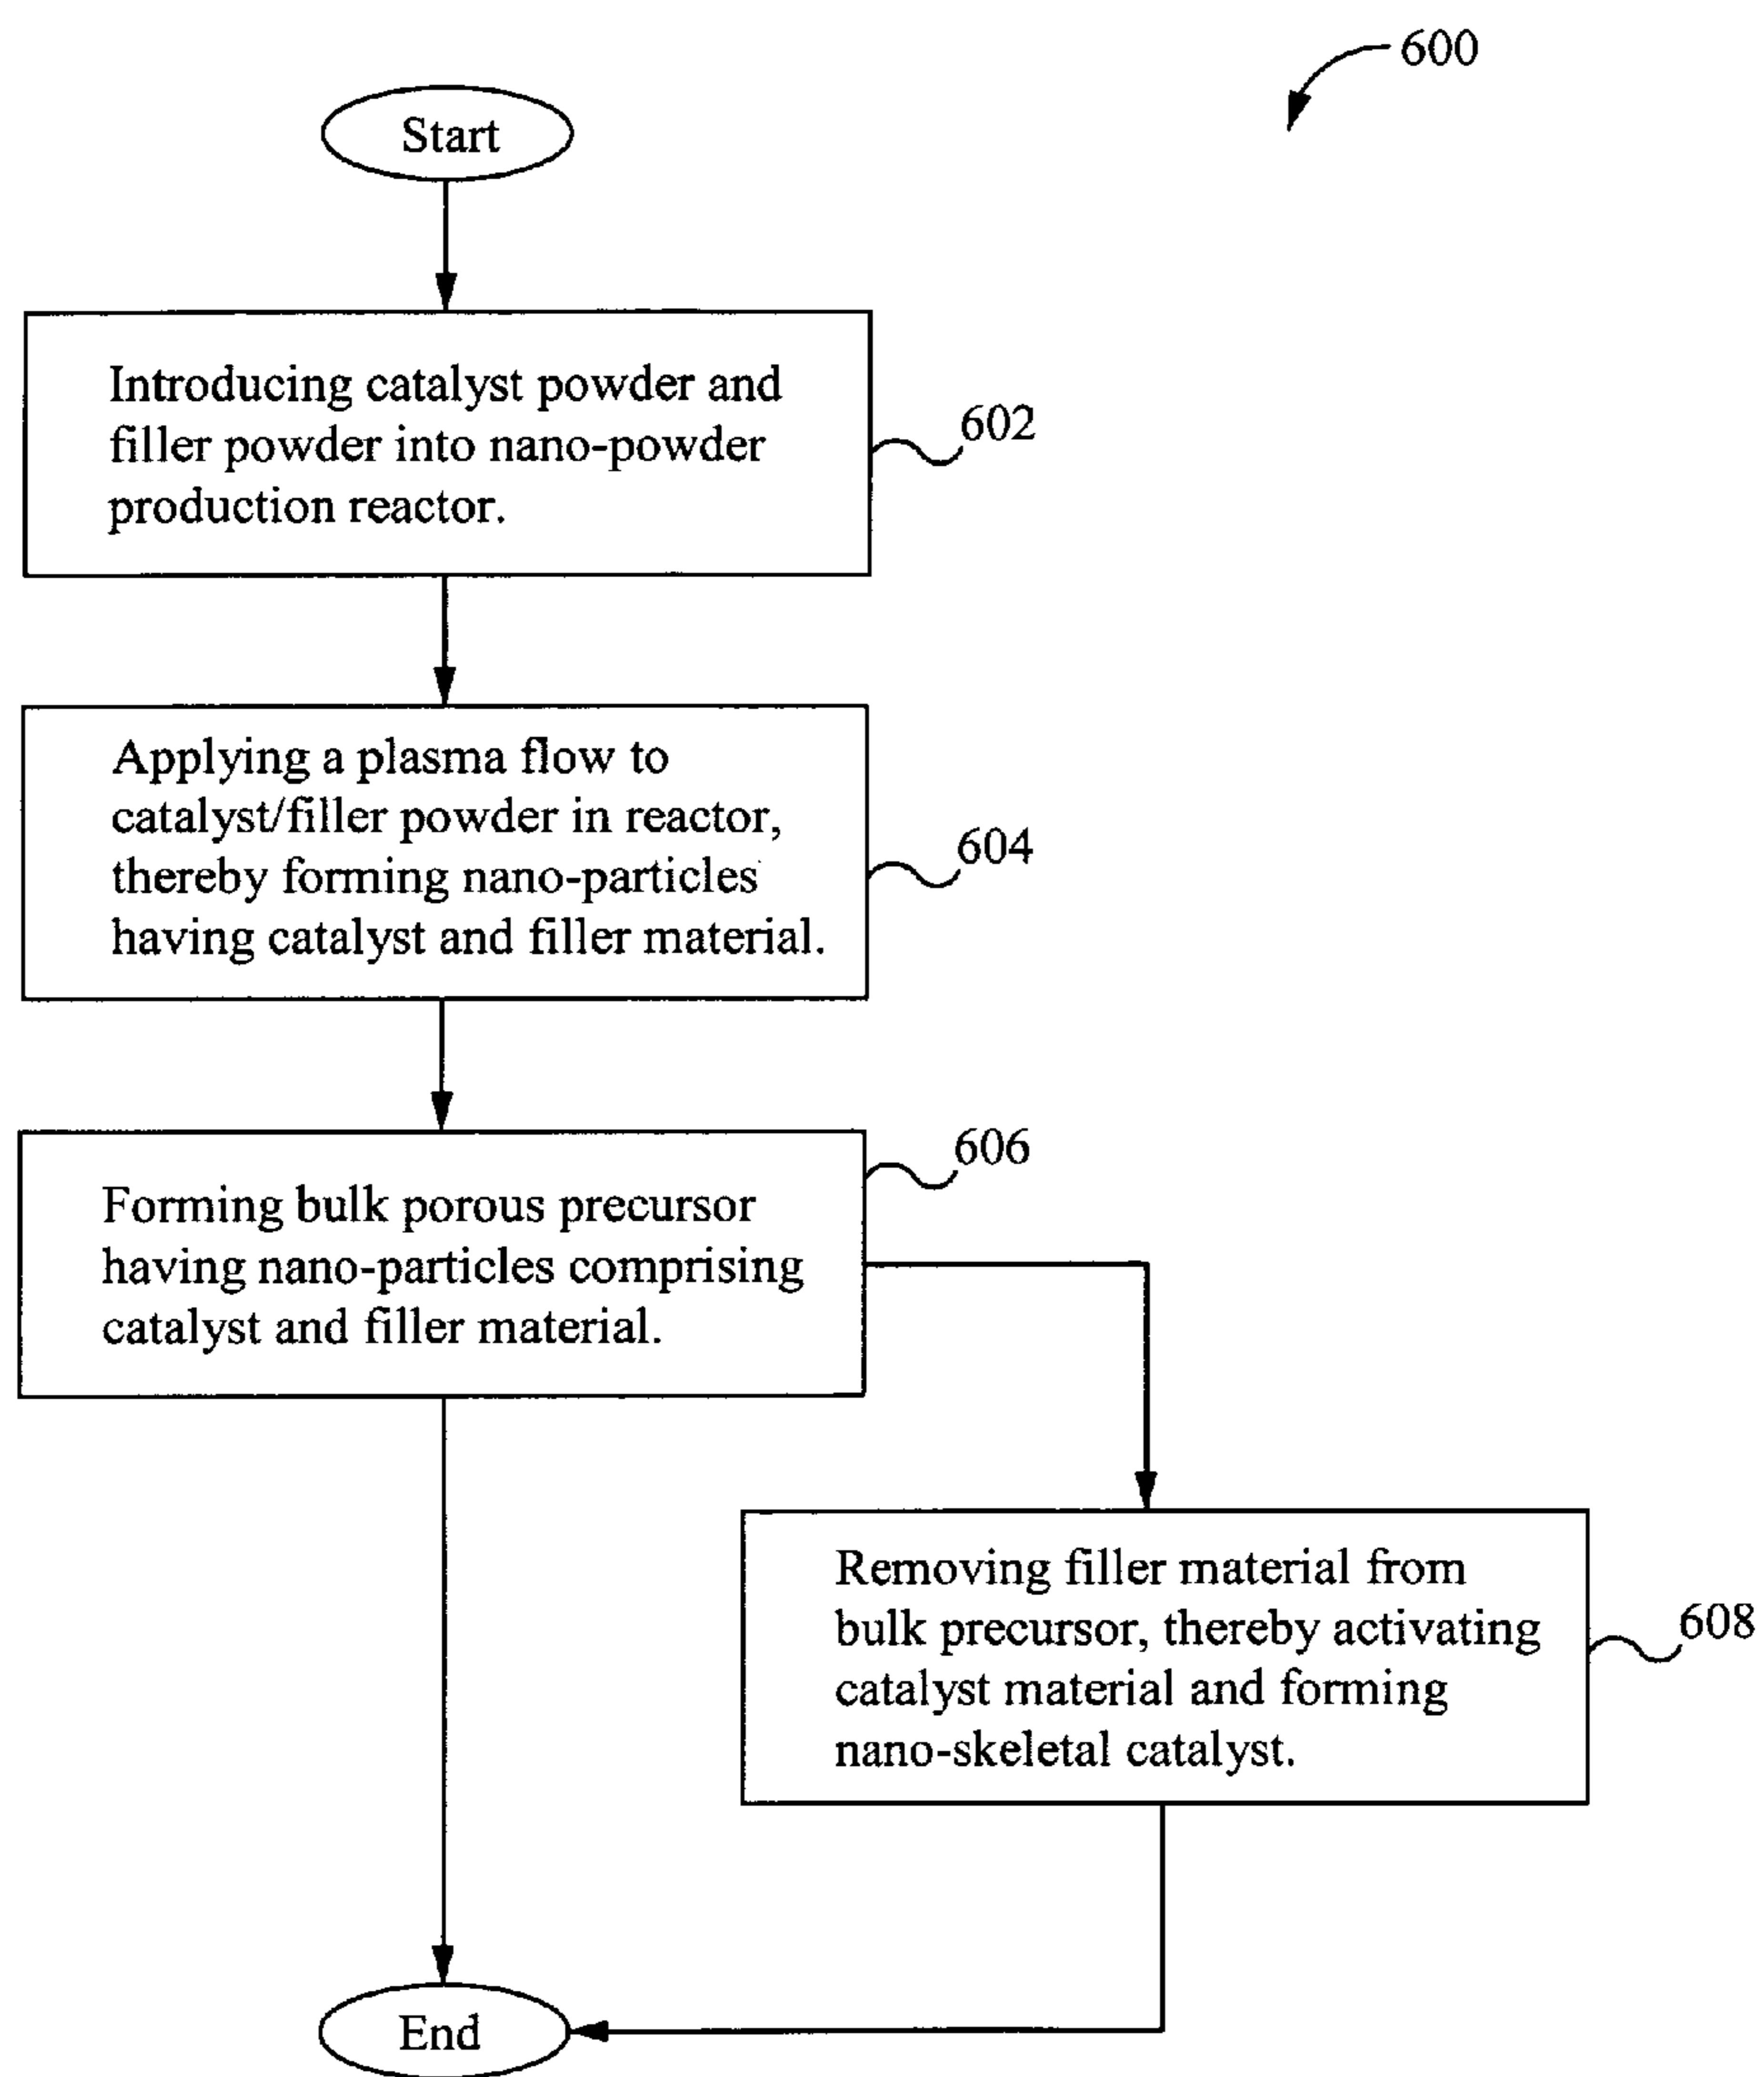 600
Start
Introducing catalyst powder and
filler powder into nano-powder
production reactor.
602
Applying a plasma flow to
catalyst/filler powder in reactor,
thereby forming nano-particles
having catalyst and filler material.
604
Forming bulk porous precursor
having nano-particles comprising
catalyst and filler material.
606
Removing filler material from
bulk precursor, thereby activating
catalyst material and forming
nano-skeletal catalyst.
608
End